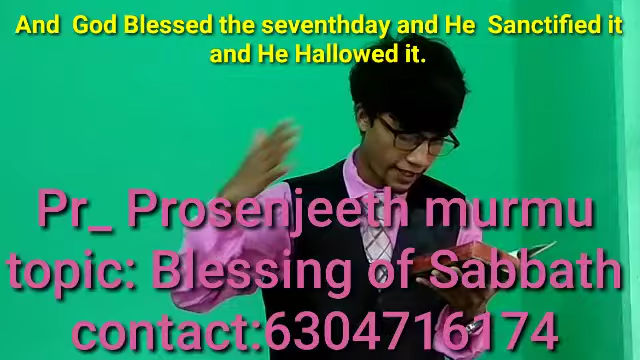 And God Blessed the seventhday and He Sanctified it
and He Hallowed it.
Pr_ Prosenjeeth murmu
topic: Blessing of Sabbath
contact:6304716174